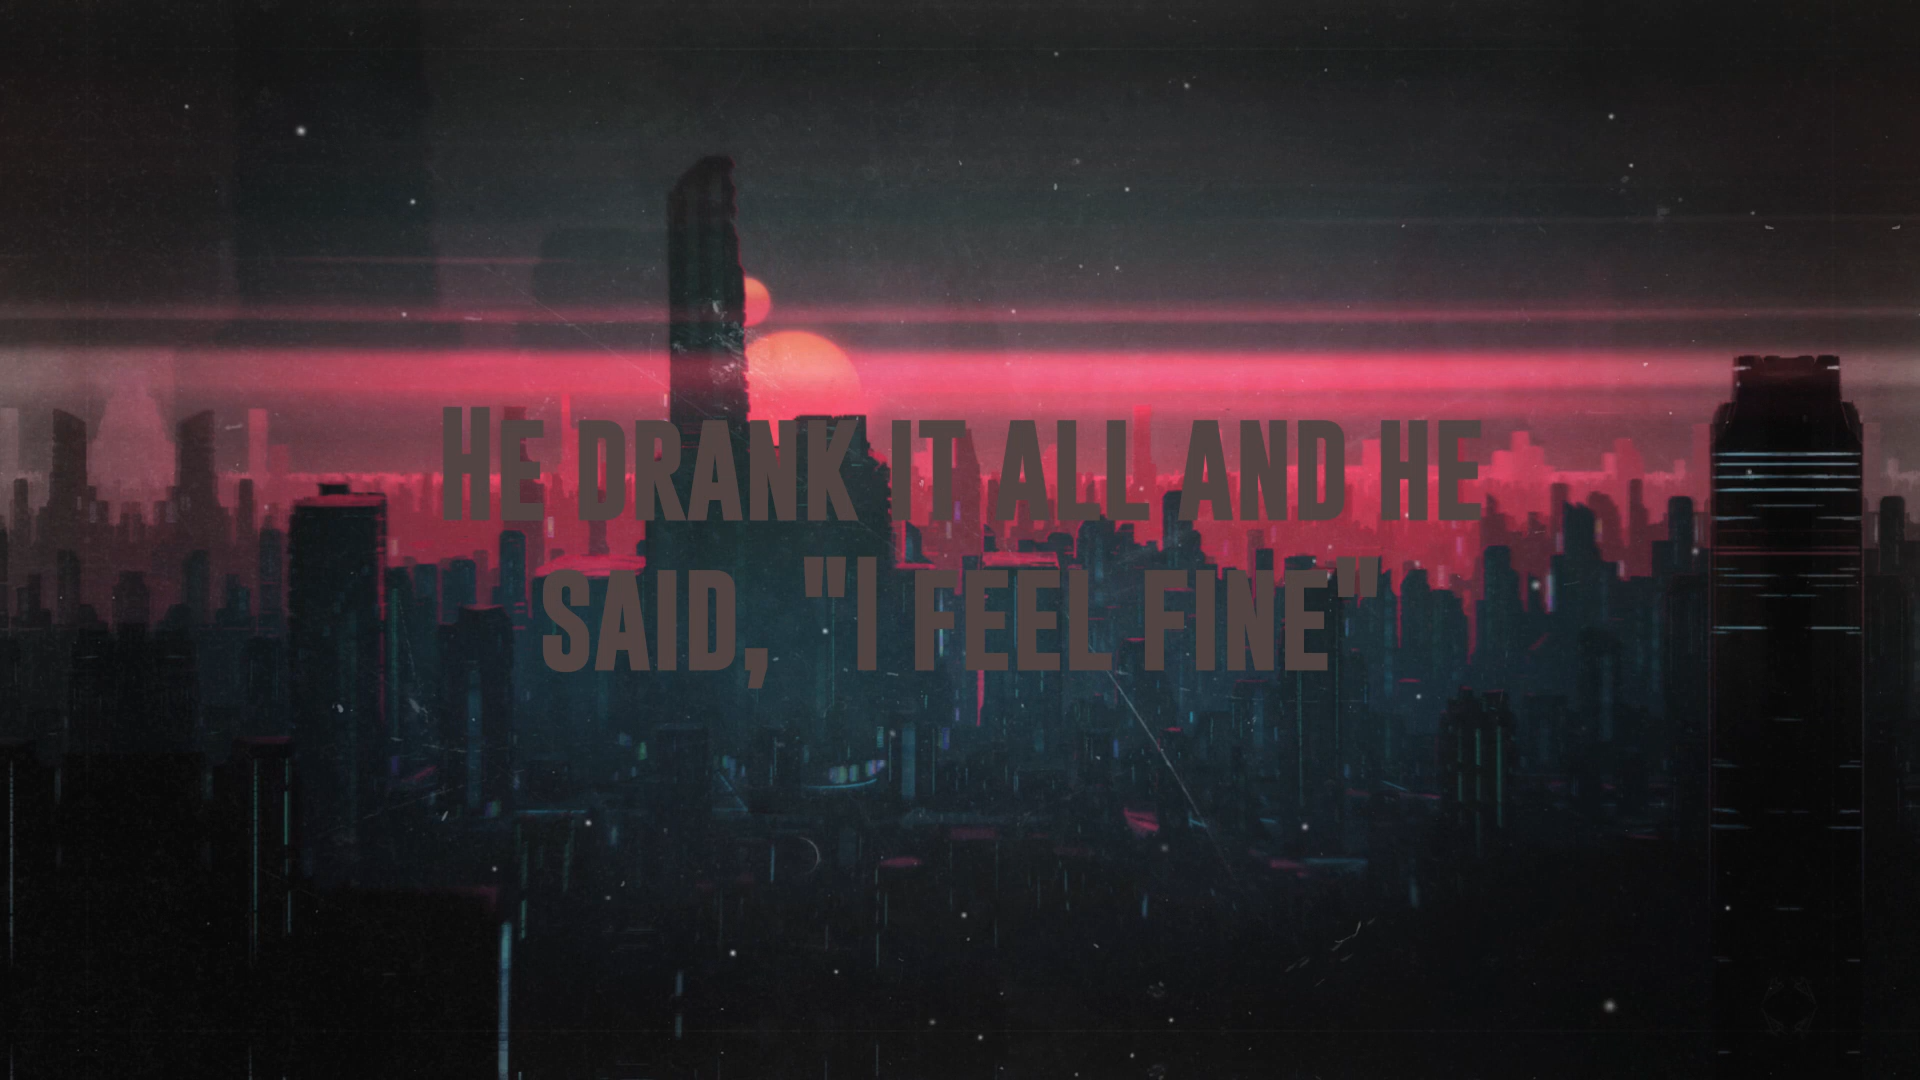 He drank it all and he
said, "I feel fine"